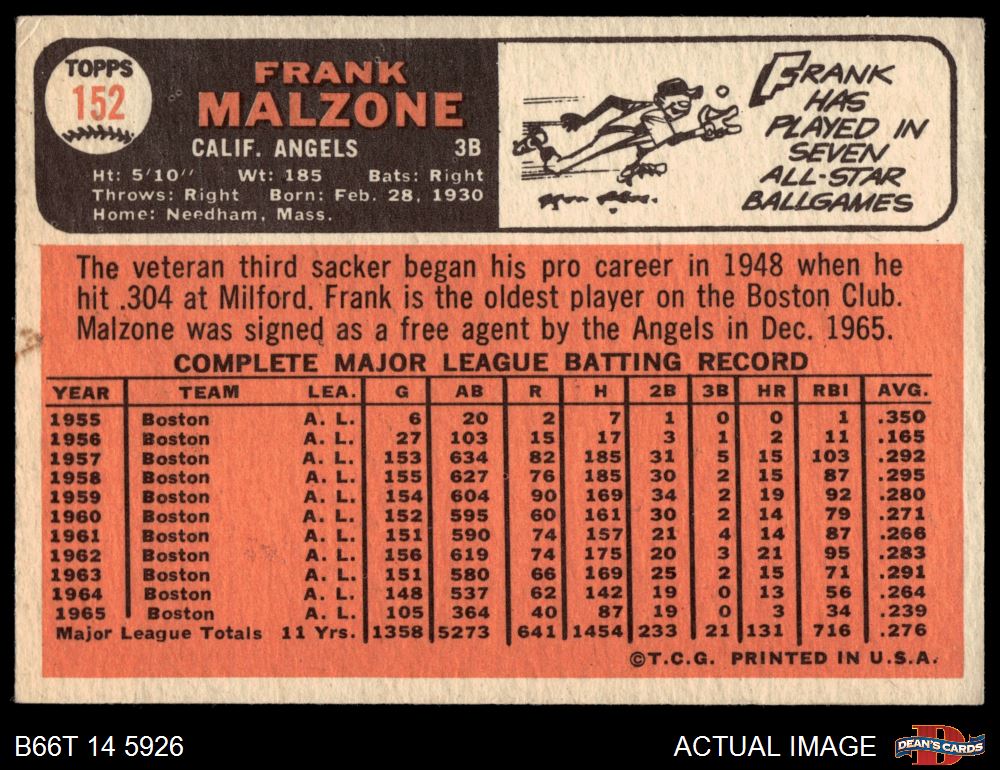 TOPPS
152
FRANK
MALZONE
CALIF. ANGELS 3B
Ht: 5'10" Wt: 185 Bats: Right
Throws: Right Born: Feb. 28, 1930
Home: Needham, Mass.
FRANK
HAS
PLAYED IN
SEVEN
ALL-STAR
BALLGAMES
The veteran third sacker began his pro career in 1948 when he
hit .304 at Milford. Frank is the oldest player on the Boston Club.
Malzone was signed as a free agent by the Angels in Dec. 1965.
COMPLETE MAJOR LEAGUE BATTING RECORD
YEAR TEAM LEA. G AB R H 2B 3B HR RBI AVG.
1955 Boston A. L. 6 20 2 7 1 0 0 1 .350
1956 Boston A. L. 27 103 15 17 3 1 2 11 .165
1957 Boston A. L. 153 634 82 185 31 5 15 103 .292
1958 Boston A. L. 155 627 76 185 30 2 15 87 .295
1959 Boston A. L. 154 604 90 169 34 2 19 92 .280
1960 Boston A. L. 152 595 60 161 30 2 14 79 .271
1961 Boston A. L. 151 590 74 157 21 4 14 87 .266
1962 Boston A. L. 156 619 74 175 20 3 21 95 .283
1963 Boston A. L. 151 580 66 169 25 2 15 71 .291
1964 Boston A. L. 148 537 62 142 19 0 13 56 .264
1965 Boston A. L. 105 364 40 87 19 0 3 34 .239
Major League Totals 11 Yrs. 1358 5273 641 1454 233 21 131 716 .276
©T.C.G. PRINTED IN U.S.A.
B66T 14 5926
ACTUAL IMAGE
DEAN'S CARDS